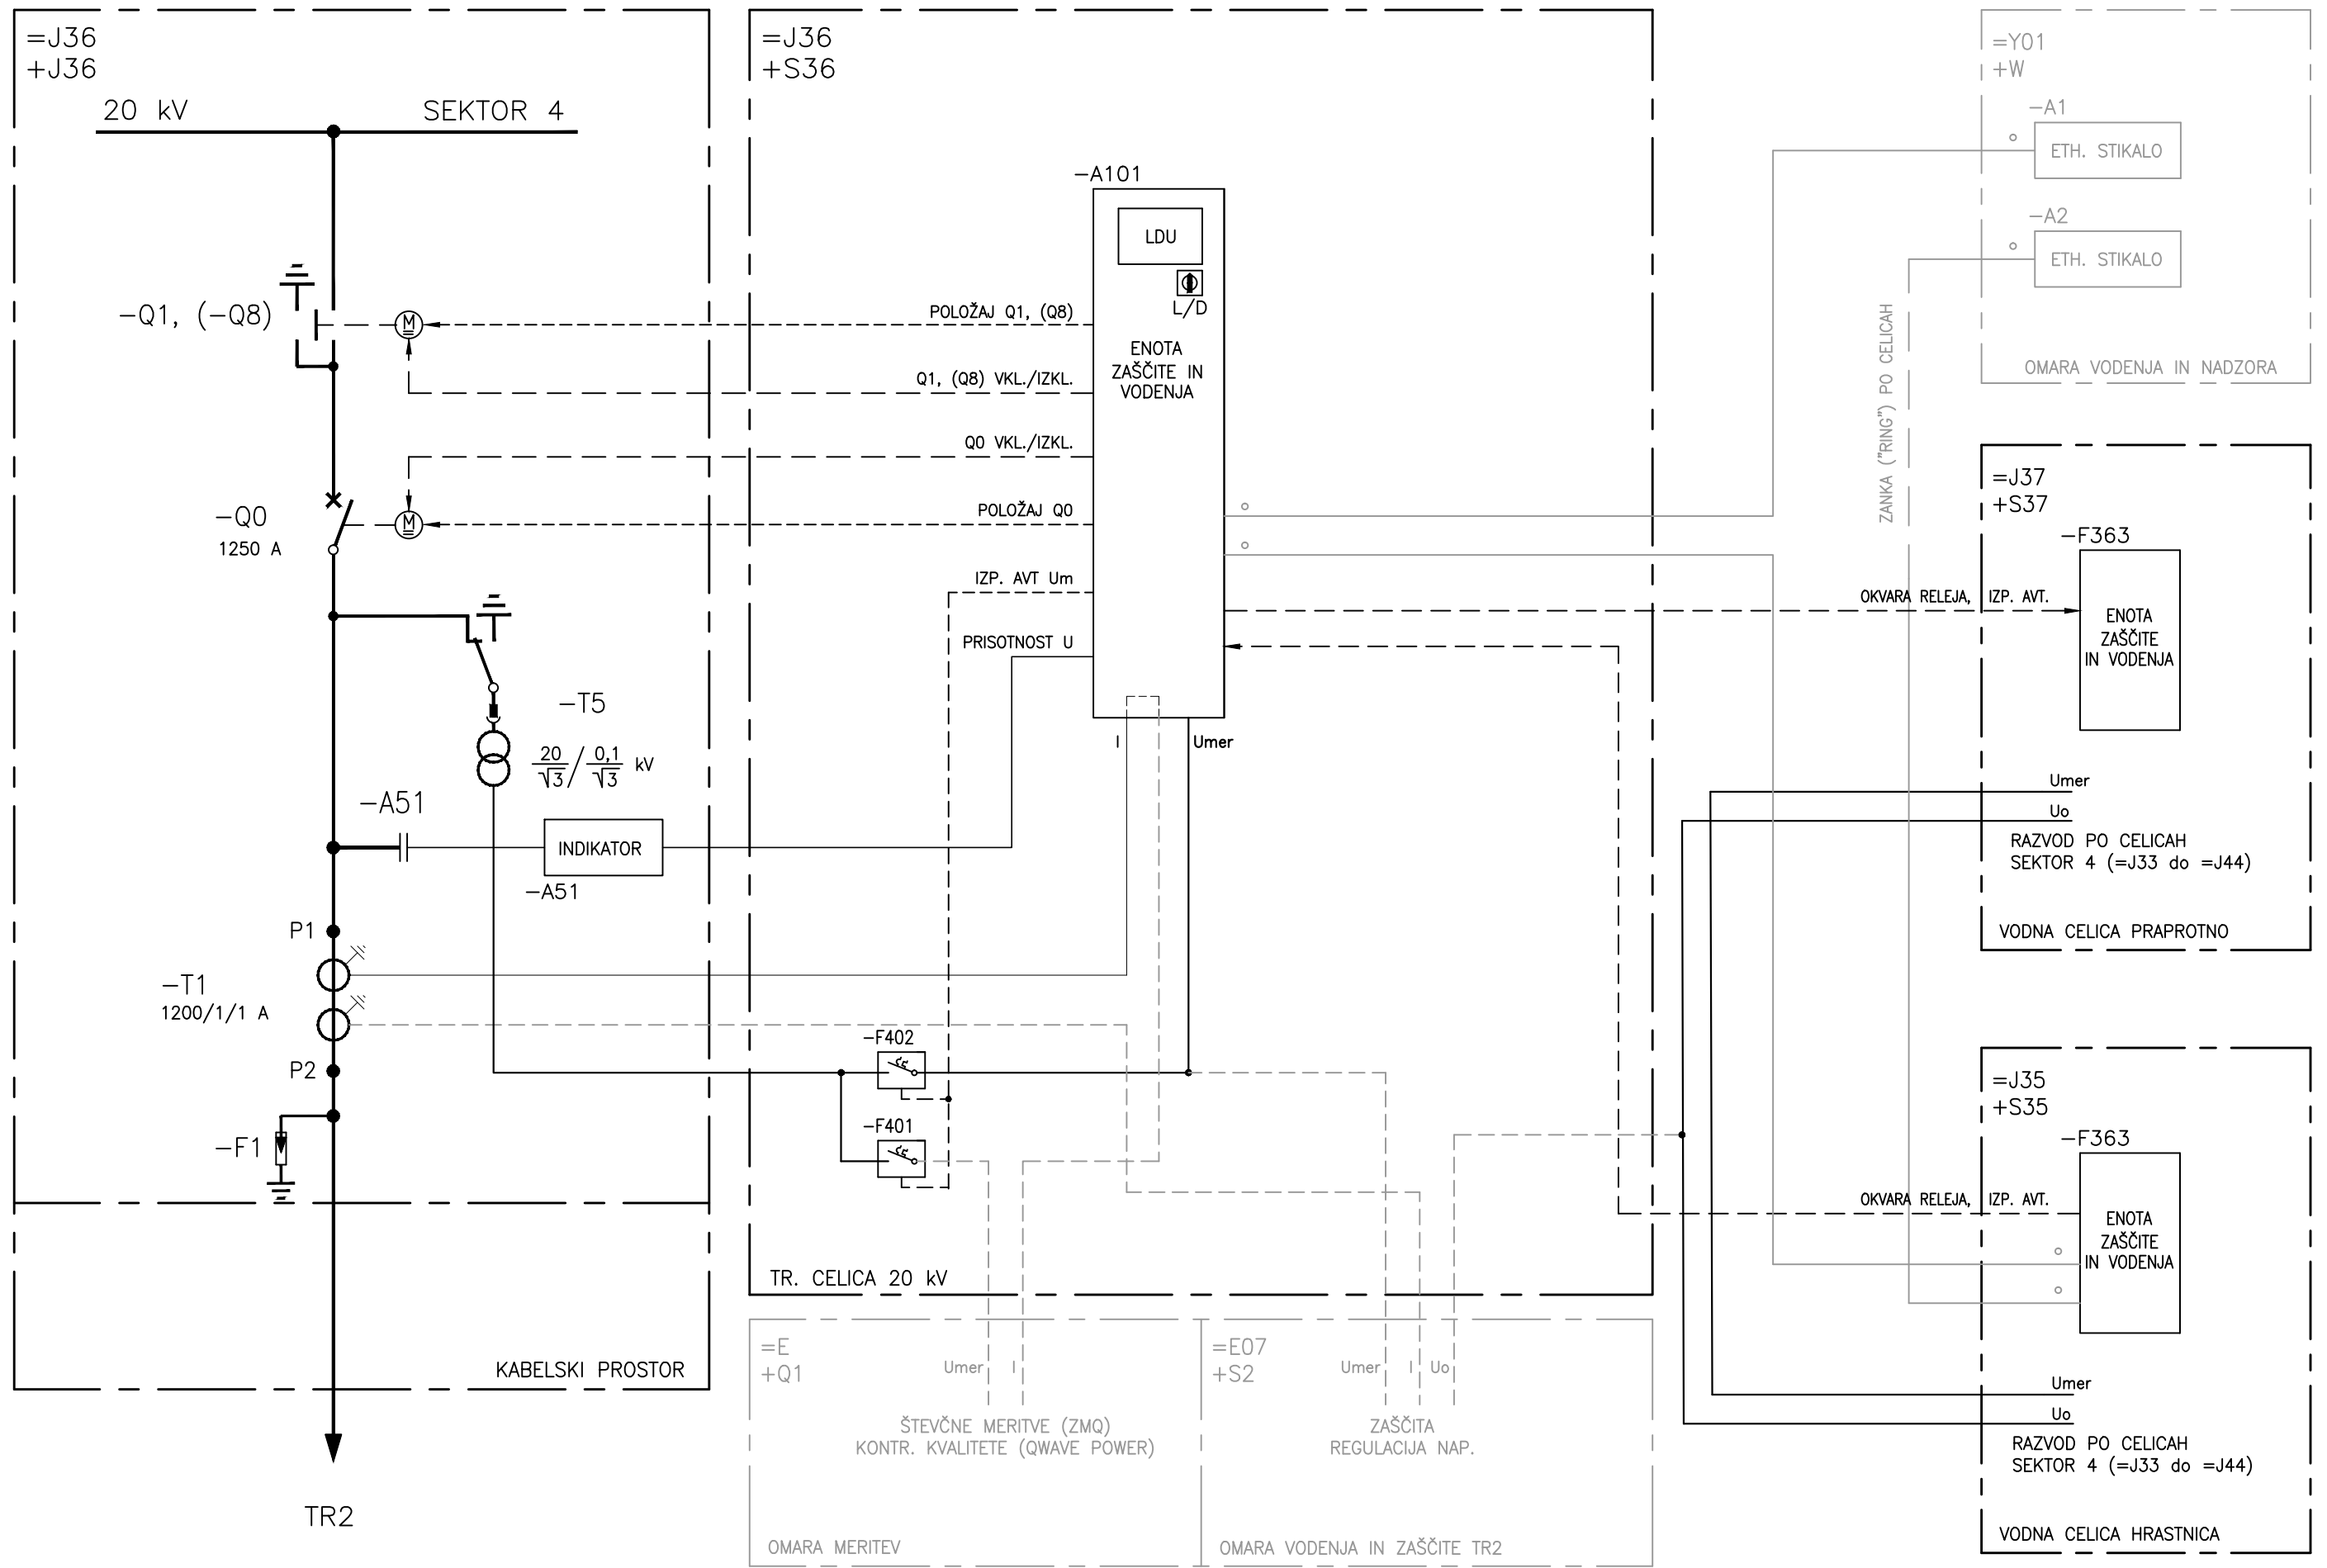 =J36
+J36
20 kV
SEKTOR 4
-Q1, (-Q8)
M
-Q0
1250 A
M
-T5
20/√3 / 0,1/√3 kV
-A51
INDIKATOR
-A51
P1
-T1
1200/1/1 A
P2
-F1
KABELSKI PROSTOR
TR2
=J36
+S36
-A101
LDU
L/D
ENOTA
ZAŠČITE IN
VODENJA
POLOŽAJ Q1, (Q8)
Q1, (Q8) VKL./IZKL.
Q0 VKL./IZKL.
POLOŽAJ Q0
IZP. AVT Um
PRISOTNOST U
I
Umer
-F402
-F401
TR. CELICA 20 kV
=E
+Q1
Umer
I
ŠTEVČNE MERITVE (ZMQ)
KONTR. KVALITETE (QWAVE POWER)
OMARA MERITEV
=E07
+S2
Umer
I
Uo
ZAŠČITA
REGULACIJA NAP.
OMARA VODENJA IN ZAŠČITE TR2
=Y01
+W
-A1
ETH. STIKALO
-A2
ETH. STIKALO
OMARA VODENJA IN NADZORA
ZANKA ("RING") PO CELICAH
=J37
+S37
-F363
OKVARA RELEJA, IZP. AVT.
ENOTA
ZAŠČITE
IN VODENJA
Umer
Uo
RAZVOD PO CELICAH
SEKTOR 4 (=J33 do =J44)
VODNA CELICA PRAPROTNO
=J35
+S35
-F363
OKVARA RELEJA, IZP. AVT.
ENOTA
ZAŠČITE
IN VODENJA
Umer
Uo
RAZVOD PO CELICAH
SEKTOR 4 (=J33 do =J44)
VODNA CELICA HRASTNICA